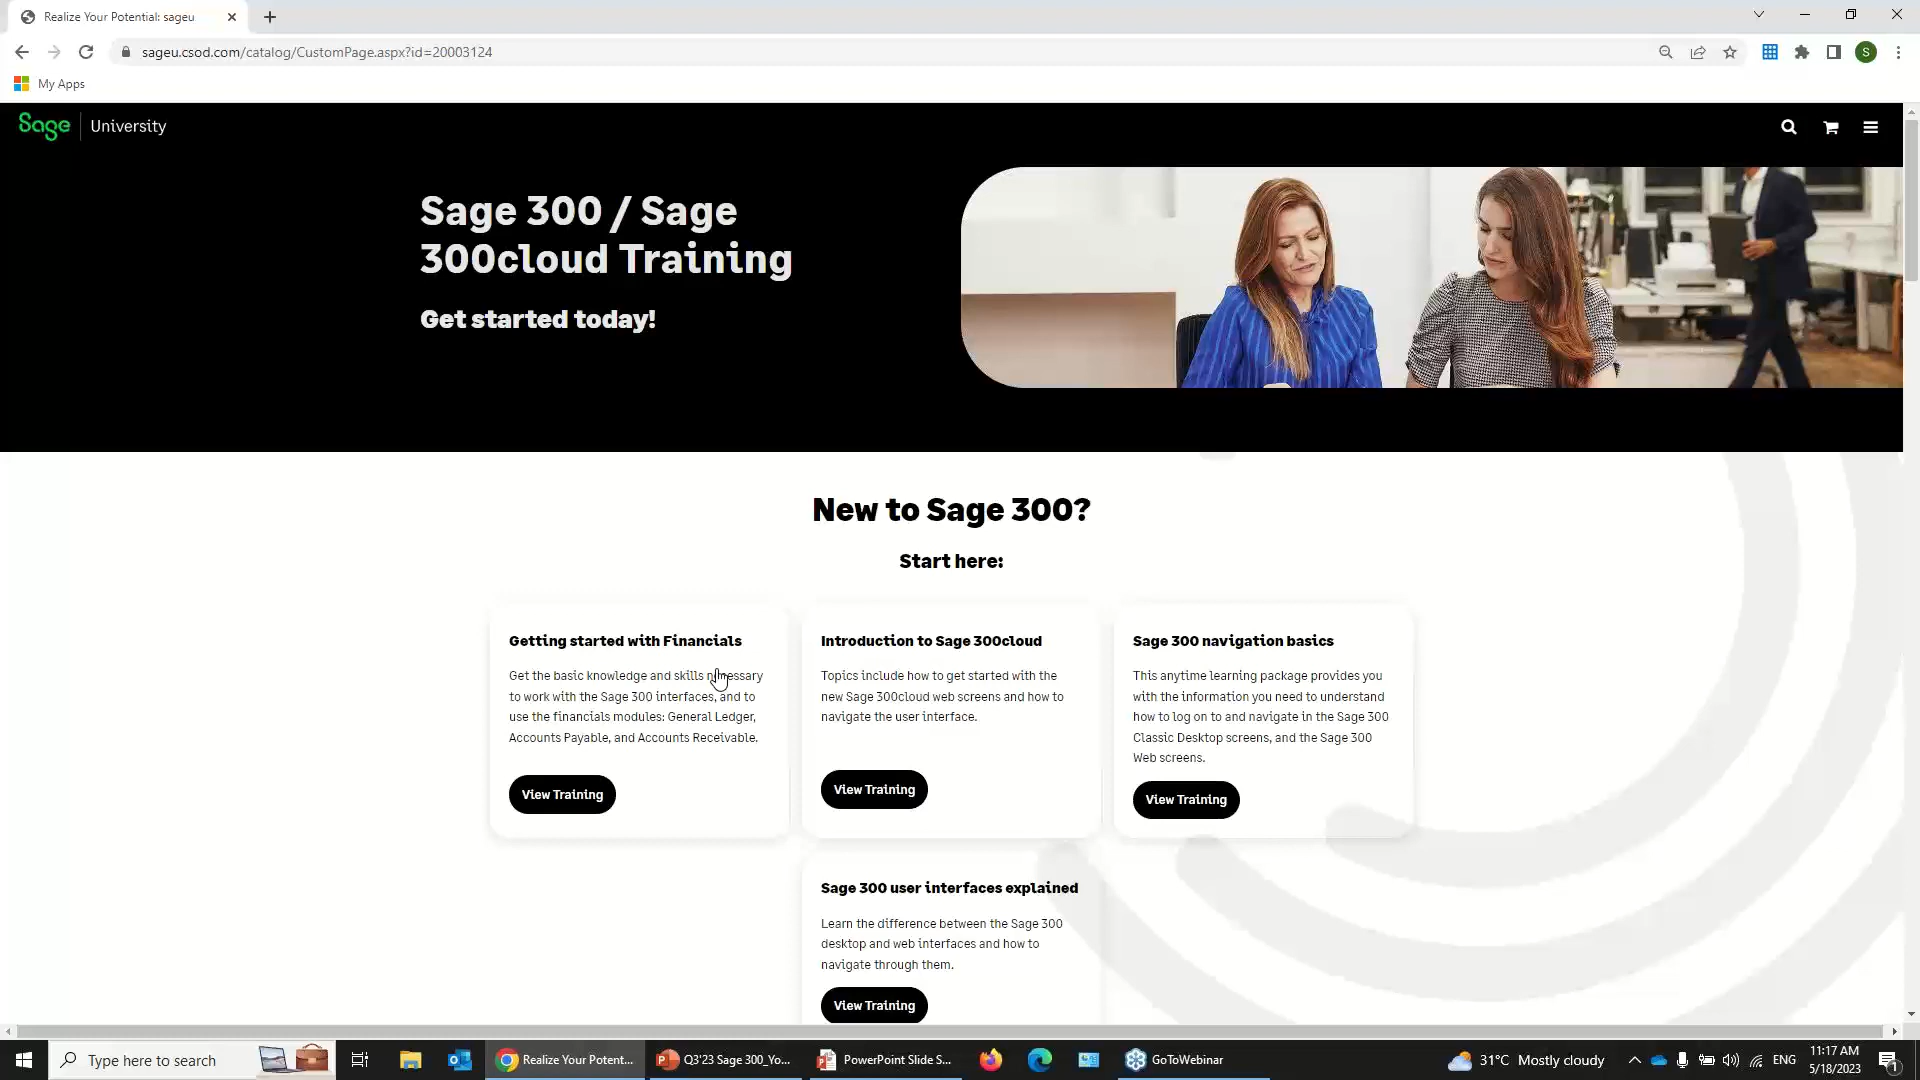 Realize Your Potential: sageu
sageu.csod.com/catalog/CustomPage.aspx?id=20003124
S
My Apps
Sage University
Sage 300 / Sage
300cloud Training
Get started today!
New to Sage 300?
Start here:
Getting started with Financials
Get the basic knowledge and skills necessary
to work with the Sage 300 interfaces, and to
use the financials modules: General Ledger,
Accounts Payable, and Accounts Receivable.
View Training
Introduction to Sage 300cloud
Topics include how to get started with the
new Sage 300cloud web screens and how to
navigate the user interface.
View Training
Sage 300 navigation basics
This anytime learning package provides you
with the information you need to understand
how to log on to and navigate in the Sage 300
Classic Desktop screens, and the Sage 300
Web screens.
View Training
Sage 300 user interfaces explained
Learn the difference between the Sage 300
desktop and web interfaces and how to
navigate through them.
View Training
Type here to search
Realize Your Potent...
Q3'23 Sage 300_Yo...
PowerPoint Slide S...
GoToWebinar
31°C Mostly cloudy
ENG
11:17 AM
5/18/2023
1